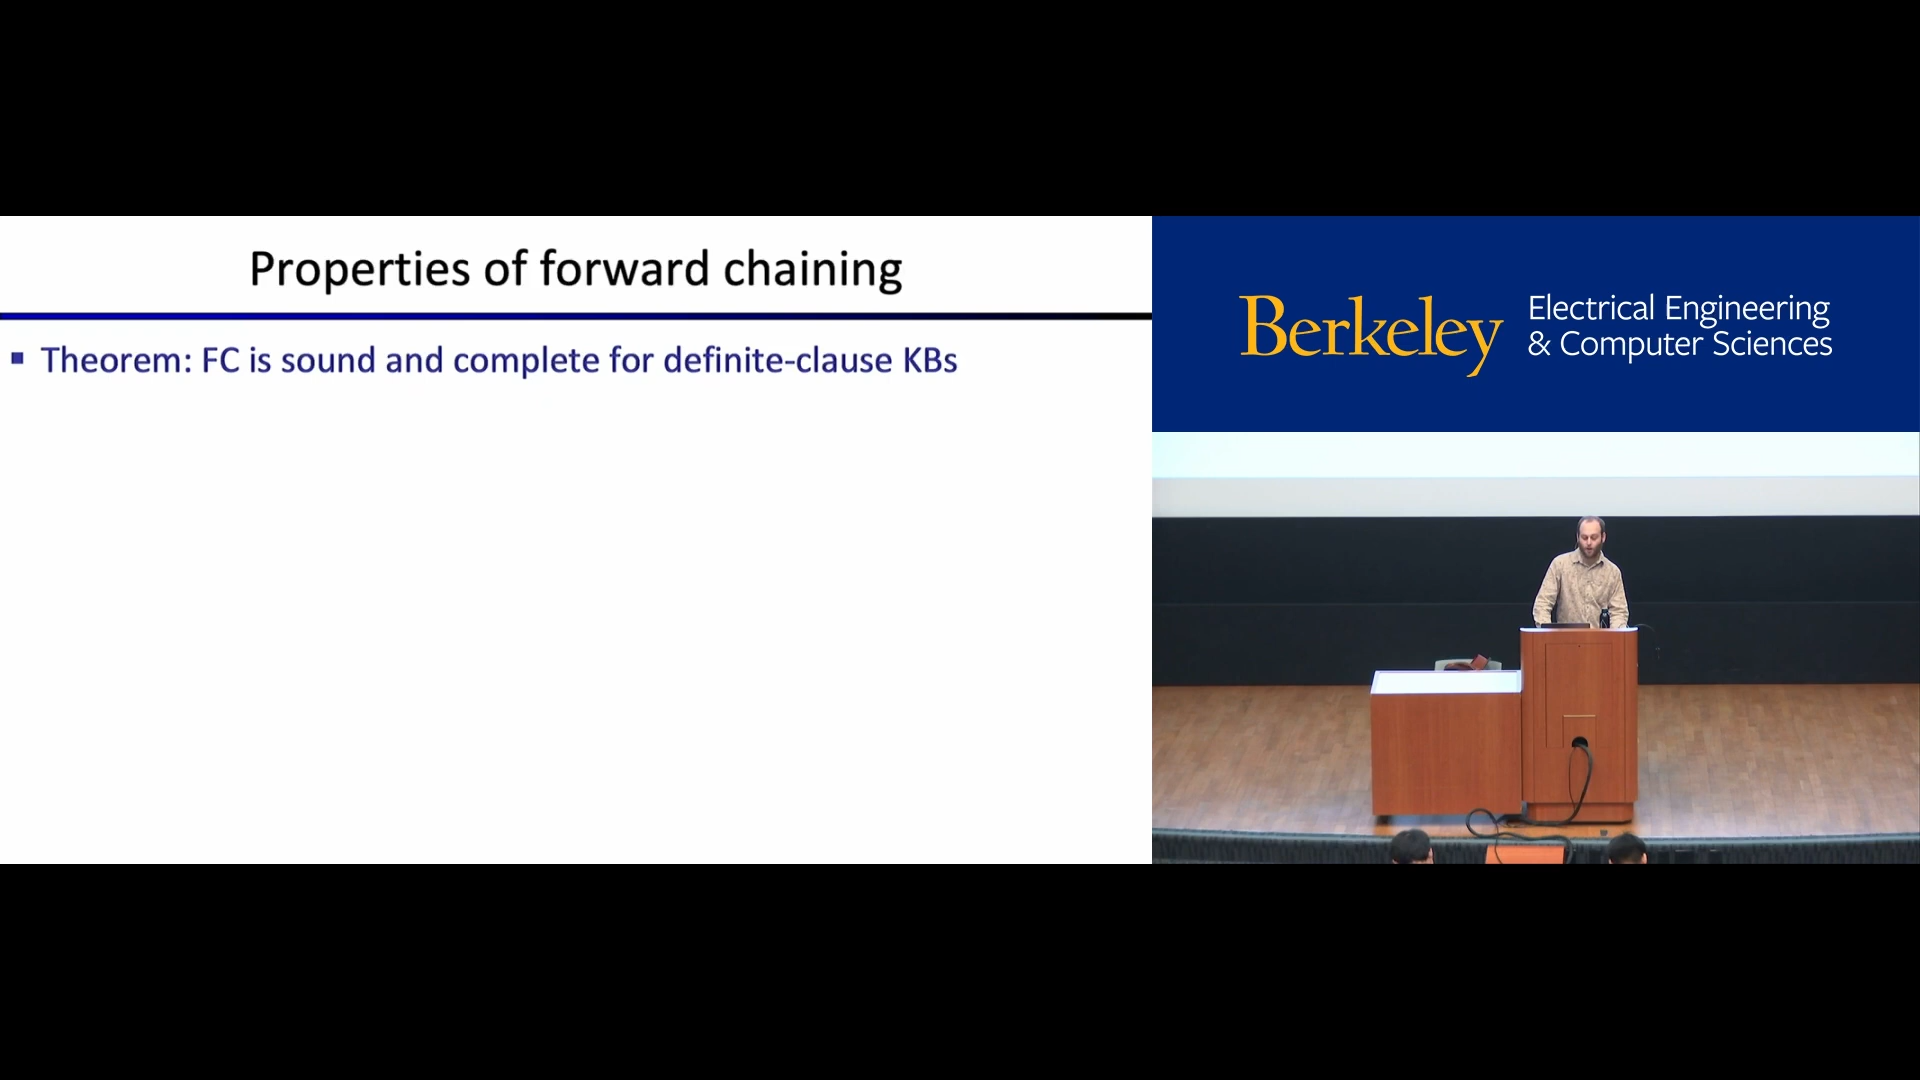 Properties of forward chaining
▪ Theorem: FC is sound and complete for definite-clause KBs
Berkeley
Electrical Engineering
& Computer Sciences